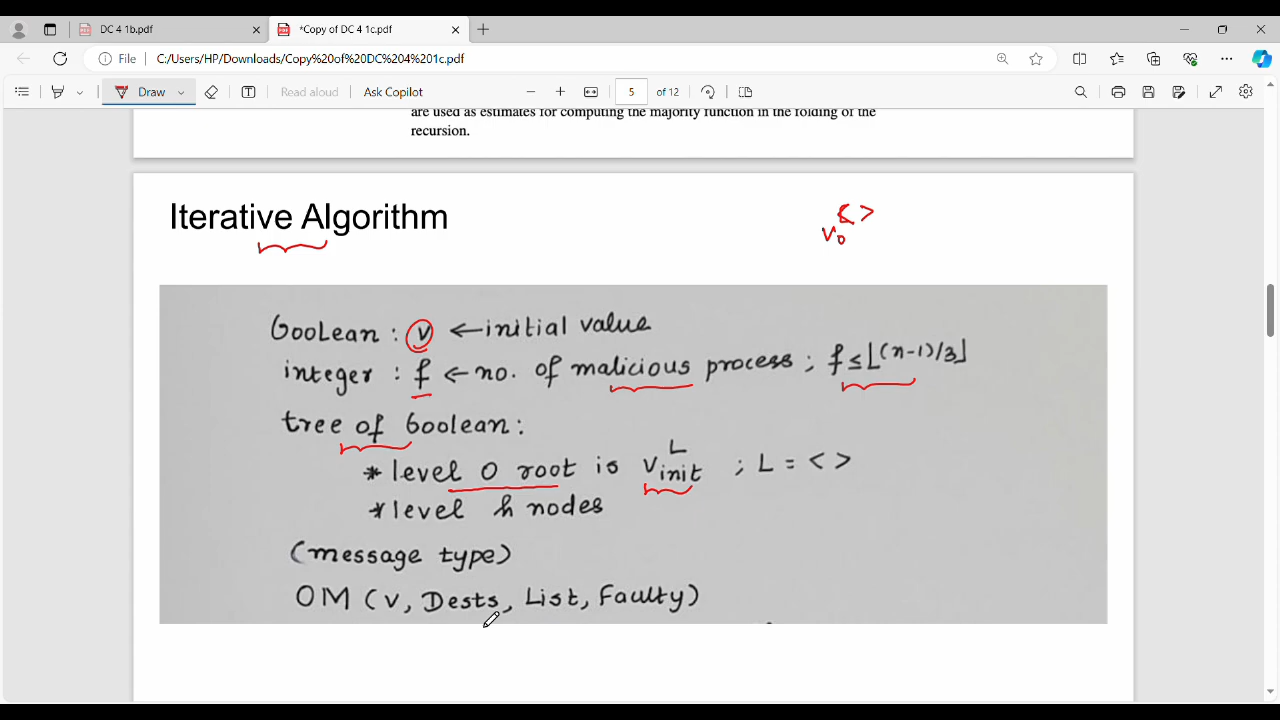 DC 4 1b.pdf
*Copy of DC 4 1c.pdf
File C:/Users/HP/Downloads/Copy%20of%20DC%204%201c.pdf
Draw
Read aloud
Ask Copilot
5 of 12
are used as estimates for computing the majority function in the folding of the
recursion.
Iterative Algorithm
< >
v0
boolean : v ← initial value
integer : f ← no. of malicious process ; f ≤ ⌊(n-1)/3⌋
tree of boolean :
* level 0 root is v_init^L ; L = < >
* level h nodes
(message type)
OM (v, Dests, List, Faulty)